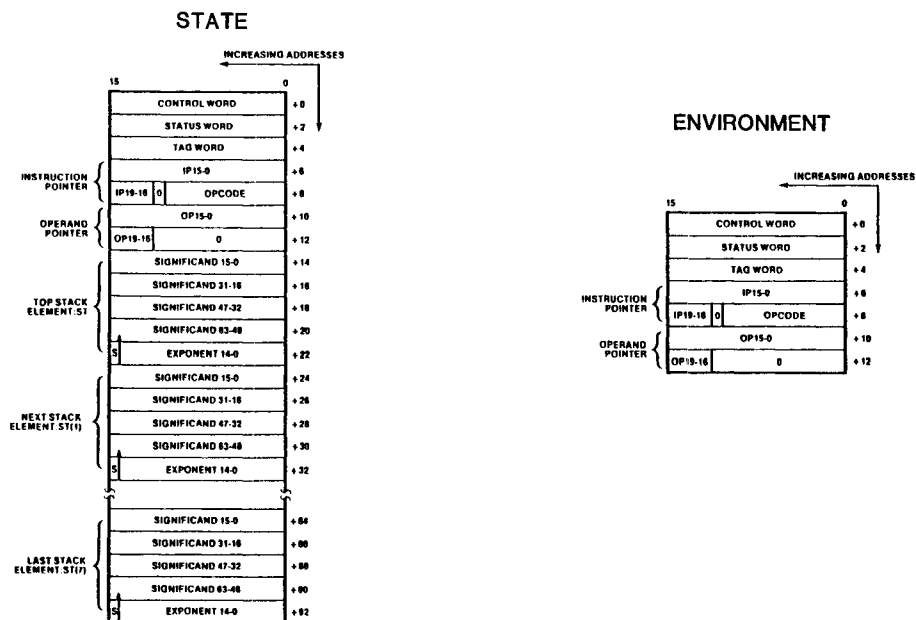 STATE
INCREASING ADDRESSES
15 0
CONTROL WORD +0
STATUS WORD +2
TAG WORD +4
INSTRUCTION POINTER
IP15-0 +6
IP19-16 0 OPCODE +8
OPERAND POINTER
OP15-0 +10
OP19-16 0 +12
TOP STACK ELEMENT:ST
SIGNIFICAND 15-0 +14
SIGNIFICAND 31-16 +16
SIGNIFICAND 47-32 +18
SIGNIFICAND 63-48 +20
S EXPONENT 14-0 +22
NEXT STACK ELEMENT:ST(1)
SIGNIFICAND 15-0 +24
SIGNIFICAND 31-16 +26
SIGNIFICAND 47-32 +28
SIGNIFICAND 63-48 +30
S EXPONENT 14-0 +32
LAST STACK ELEMENT:ST(7)
SIGNIFICAND 15-0 +84
SIGNIFICAND 31-16 +86
SIGNIFICAND 47-32 +88
SIGNIFICAND 63-48 +90
S EXPONENT 14-0 +92
ENVIRONMENT
INCREASING ADDRESSES
15 0
CONTROL WORD +0
STATUS WORD +2
TAG WORD +4
INSTRUCTION POINTER
IP15-0 +6
IP19-16 0 OPCODE +8
OPERAND POINTER
OP15-0 +10
OP19-16 0 +12